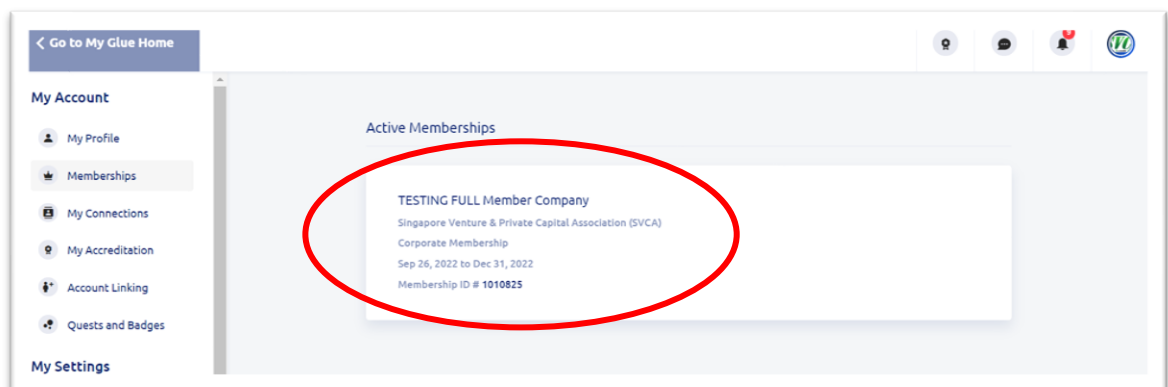 Go to My Glue Home
My Account
My Profile
Memberships
My Connections
My Accreditation
Account Linking
Quests and Badges
My Settings
Active Memberships
TESTING FULL Member Company
Singapore Venture & Private Capital Association (SVCA)
Corporate Membership
Sep 26, 2022 to Dec 31, 2022
Membership ID # 1010825